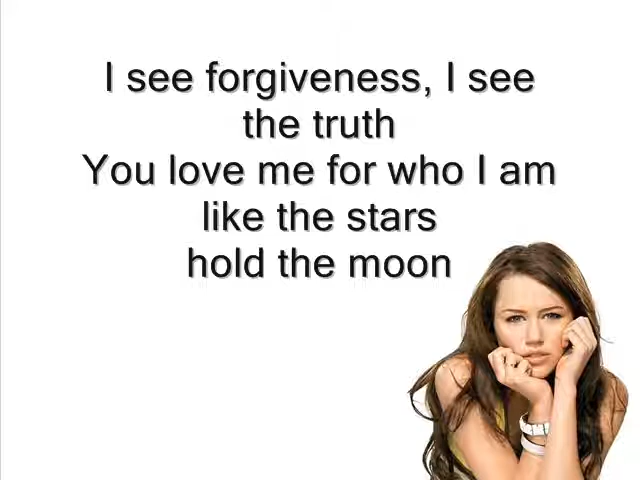 I see forgiveness, I see
the truth
You love me for who I am
like the stars
hold the moon